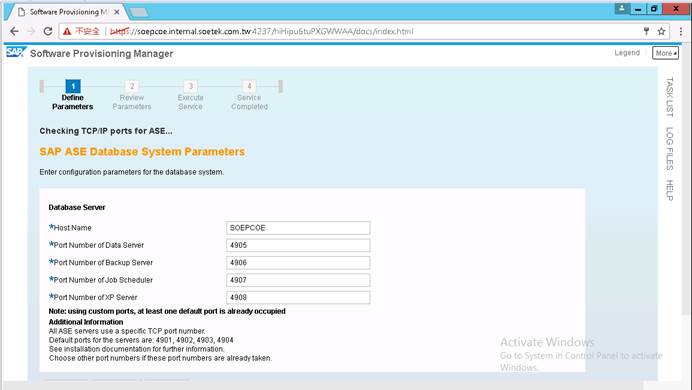 Software Provisioning M
不安全
https://soepcoe.internal.soetek.com.tw:4237/hiHipu6tuPXGWWAA/docs/index.html
SAP Software Provisioning Manager
Legend
More
1 2 3 4
Define Parameters
Review Parameters
Execute Service
Service Completed
TASK LIST
LOG FILES
HELP
Checking TCP/IP ports for ASE...
SAP ASE Database System Parameters
Enter configuration parameters for the database system.
Database Server
*Host Name SOEPCOE
*Port Number of Data Server 4905
*Port Number of Backup Server 4906
*Port Number of Job Scheduler 4907
*Port Number of XP Server 4908
Note: using custom ports, at least one default port is already occupied
Additional Information
All ASE servers use a specific TCP port number.
Default ports for the servers are: 4901, 4902, 4903, 4904
See installation documentation for further information.
Choose other port numbers if these port numbers are already taken.
Activate Windows
Go to System in Control Panel to activate
Windows.